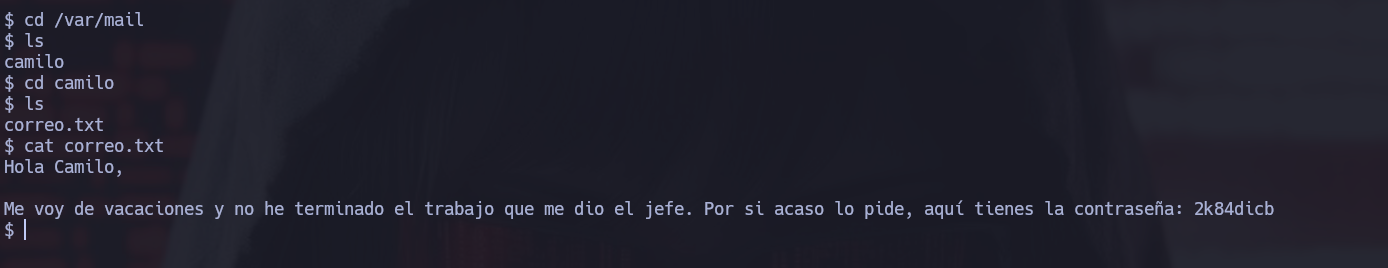 $ cd /var/mail
$ ls
camilo
$ cd camilo
$ ls
correo.txt
$ cat correo.txt
Hola Camilo,

Me voy de vacaciones y no he terminado el trabajo que me dio el jefe. Por si acaso lo pide, aquí tienes la contraseña: 2k84dicb
$